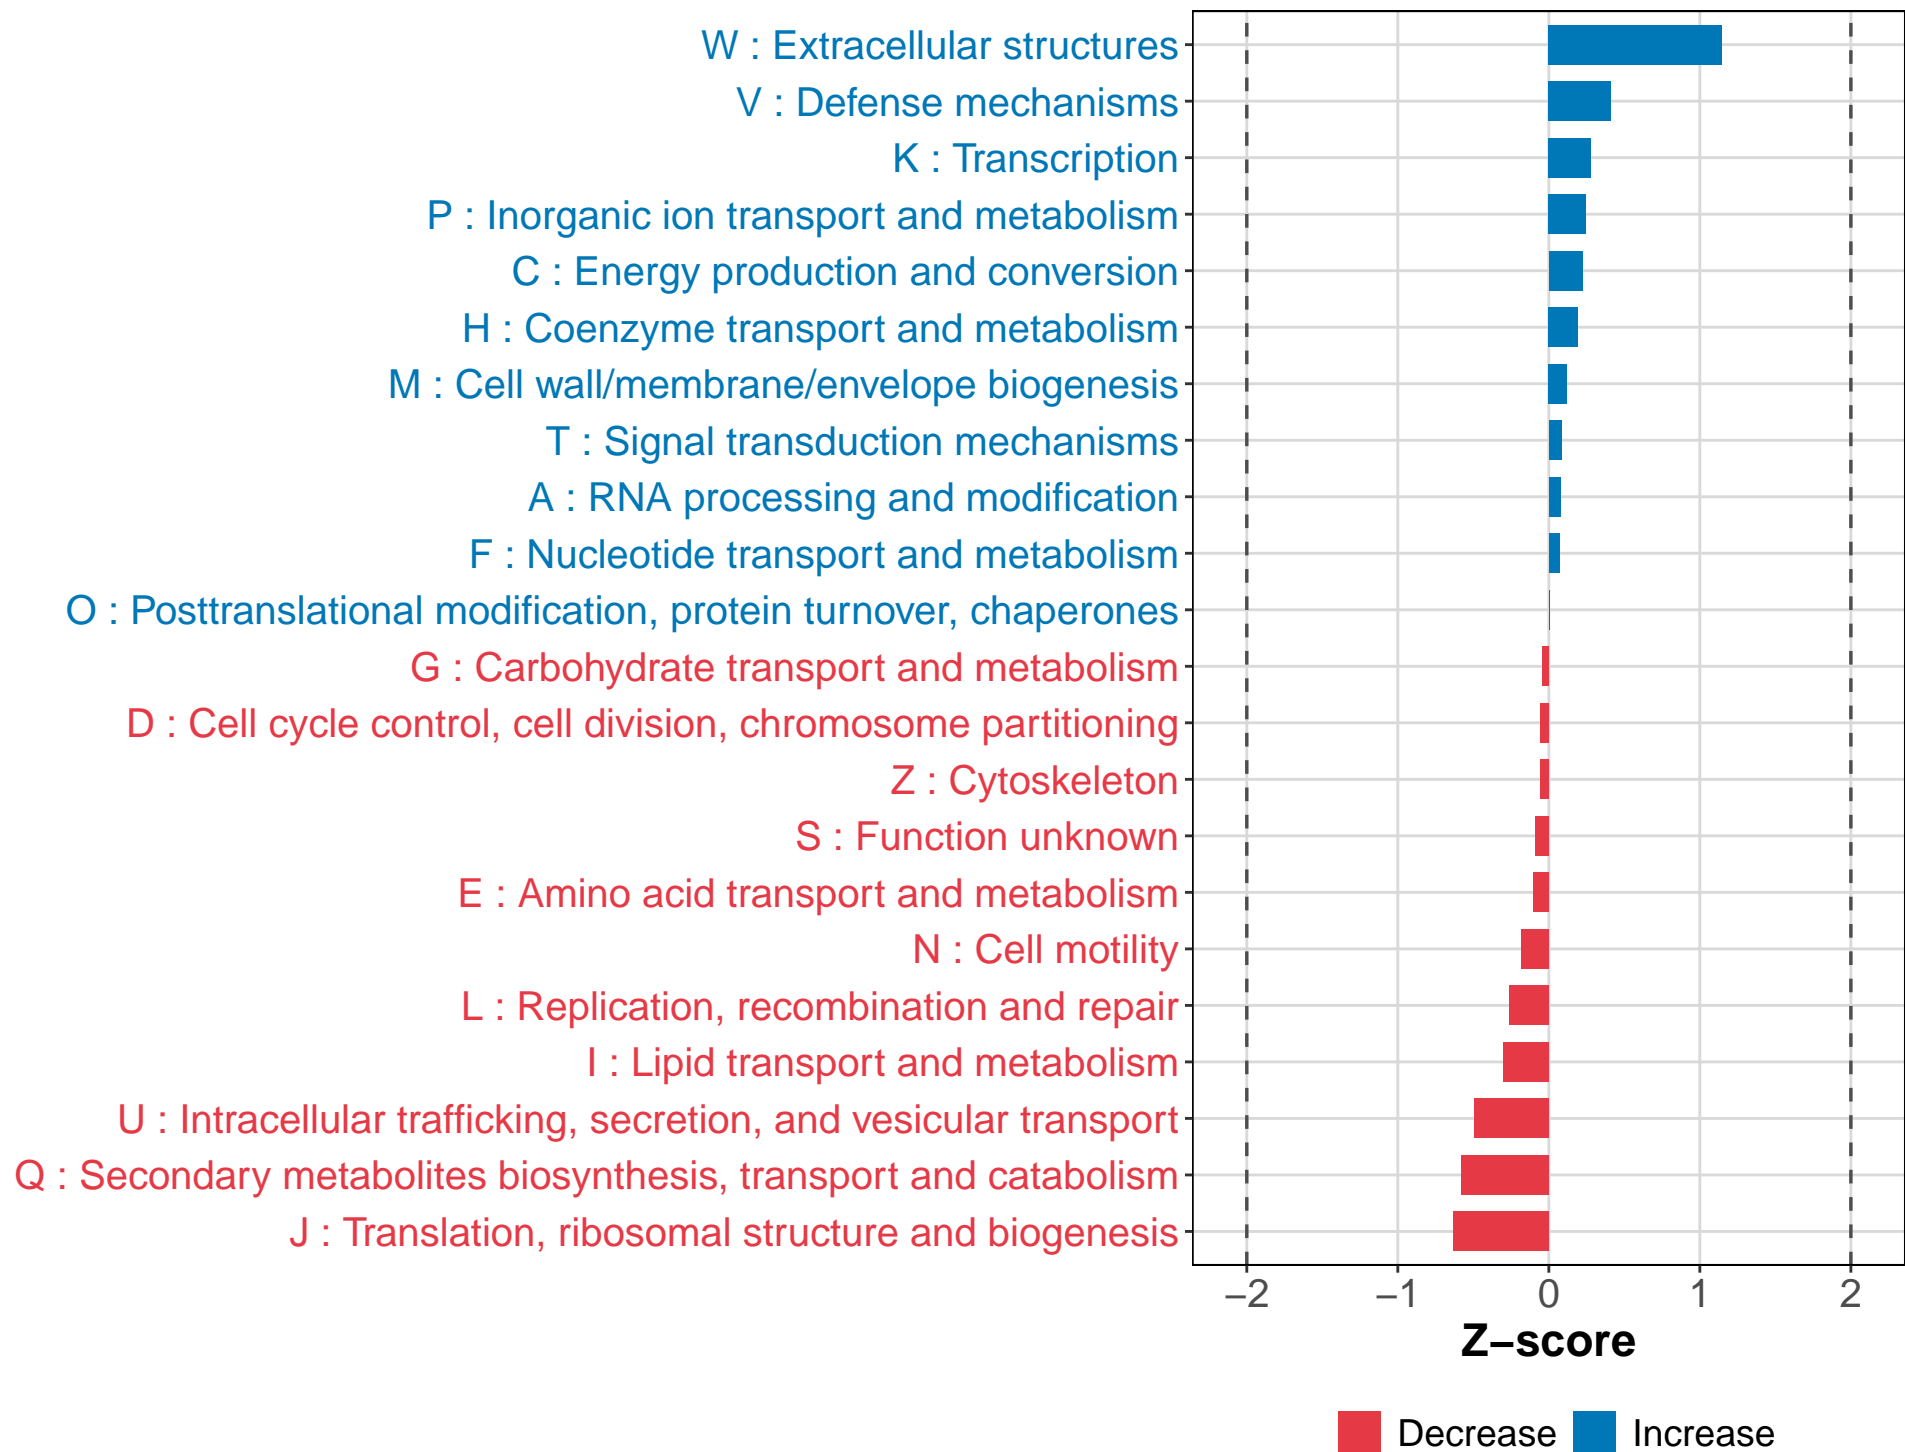 W : Extracellular structures
V : Defense mechanisms
K : Transcription
P : Inorganic ion transport and metabolism
C : Energy production and conversion
H : Coenzyme transport and metabolism
M : Cell wall/membrane/envelope biogenesis
T : Signal transduction mechanisms
A : RNA processing and modification
F : Nucleotide transport and metabolism
O : Posttranslational modification, protein turnover, chaperones
G : Carbohydrate transport and metabolism
D : Cell cycle control, cell division, chromosome partitioning
Z : Cytoskeleton
S : Function unknown
E : Amino acid transport and metabolism
N : Cell motility
L : Replication, recombination and repair
I : Lipid transport and metabolism
U : Intracellular trafficking, secretion, and vesicular transport
Q : Secondary metabolites biosynthesis, transport and catabolism
J : Translation, ribosomal structure and biogenesis
−2 −1 0 1 2
Z−score
Decrease Increase